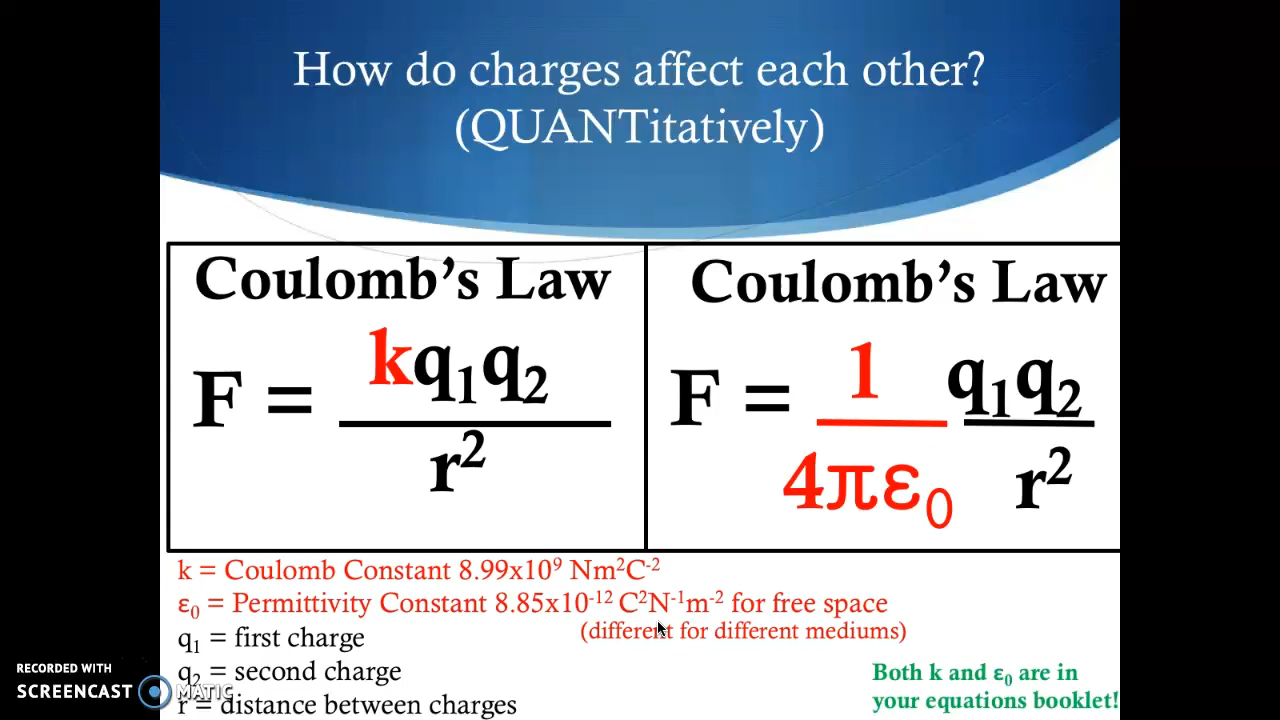 How do charges affect each other?
(QUANTitatively)
Coulomb's Law
F = kq₁q₂
r²
Coulomb's Law
F = 1 q₁q₂
4πε₀ r²
k = Coulomb Constant 8.99x10⁹ Nm²C⁻²
ε₀ = Permittivity Constant 8.85x10⁻¹² C²N⁻¹m⁻² for free space
(different for different mediums)
q₁ = first charge
q₂ = second charge
r = distance between charges
Both k and ε₀ are in
your equations booklet!
RECORDED WITH
SCREENCAST MATIC